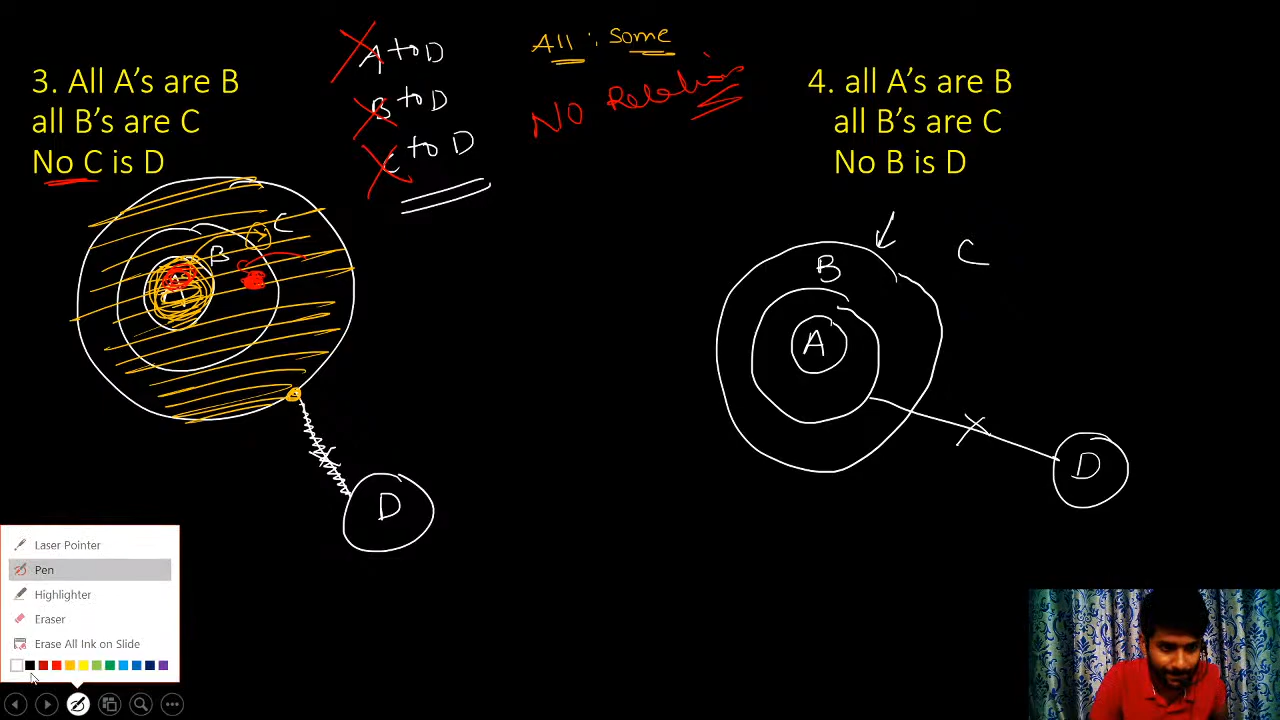 3. All A's are B
all B's are C
No C is D
A to D
B to D
C to D
All : Some
NO Relation
4. all A's are B
all B's are C
No B is D
C
B
A
D
C
B
A
D
Laser Pointer
Pen
Highlighter
Eraser
Erase All Ink on Slide